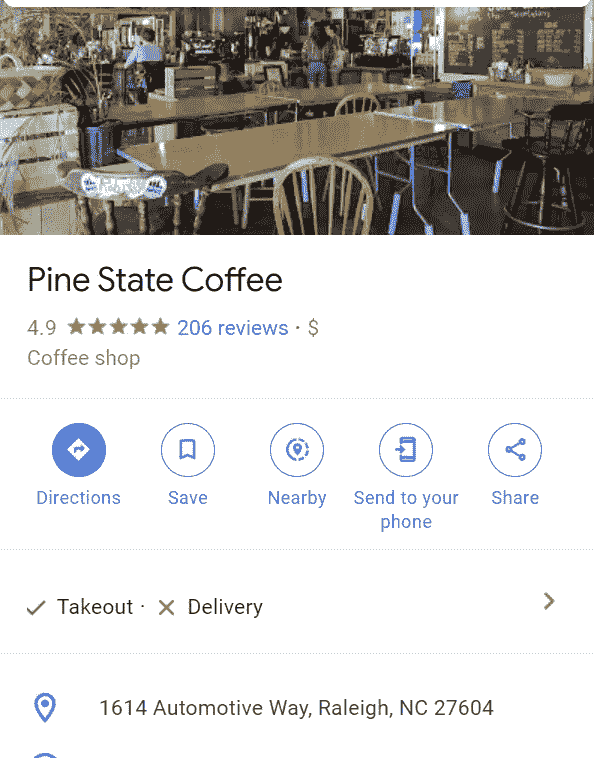 Pine State Coffee
4.9 ★★★★★ 206 reviews · $
Coffee shop
Directions Save Nearby Send to your phone Share
✓ Takeout · ✕ Delivery
1614 Automotive Way, Raleigh, NC 27604